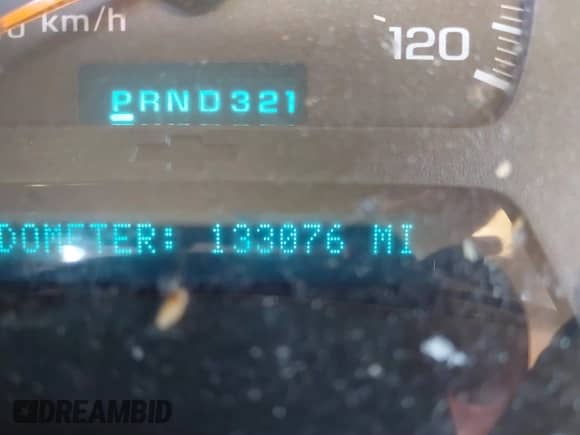 km/h
120
PRND321
DOMETER: 133076 MI
DREAMBID